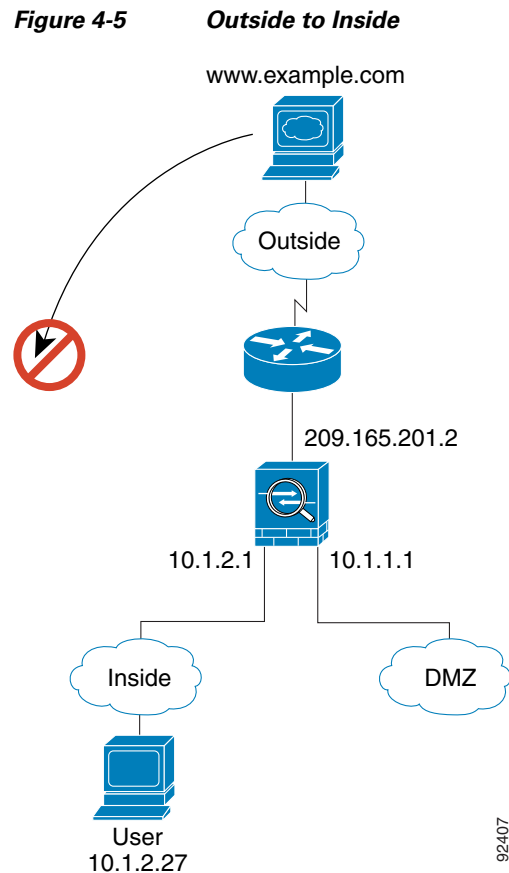 Figure 4-5 Outside to Inside
www.example.com
Outside
209.165.201.2
10.1.2.1 10.1.1.1
Inside DMZ
User
10.1.2.27
92407